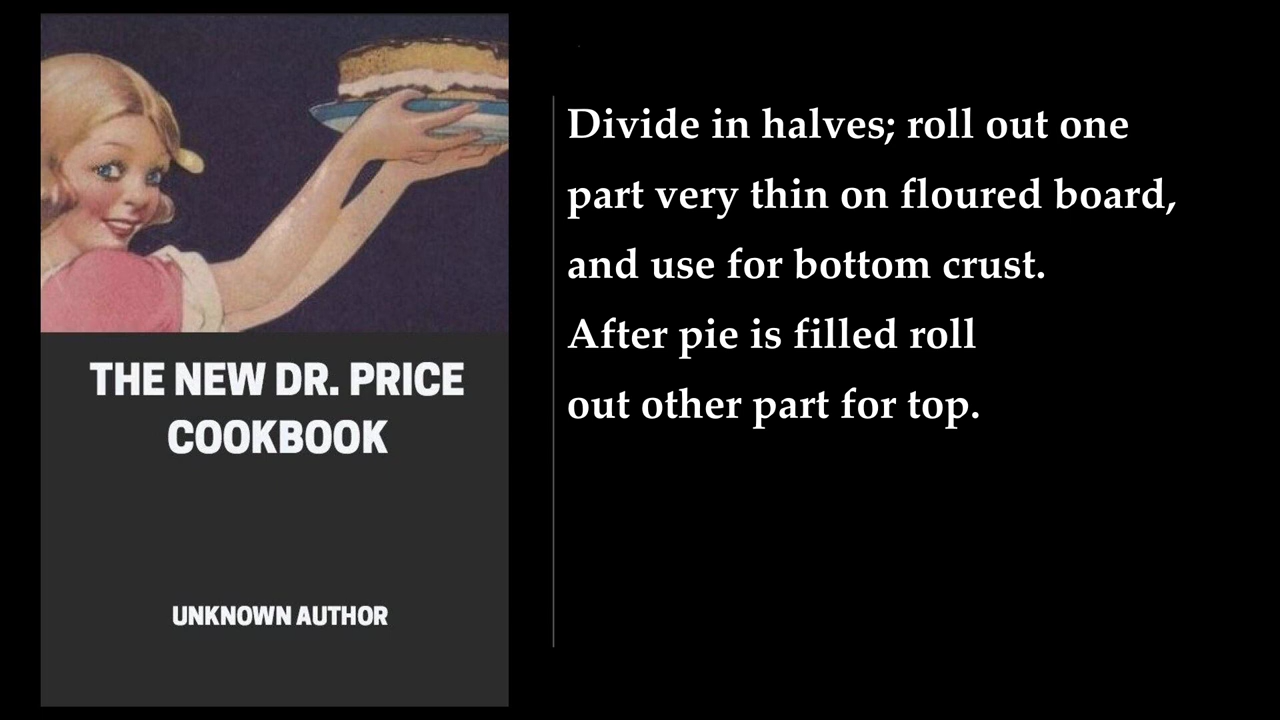 THE NEW DR. PRICE
COOKBOOK
UNKNOWN AUTHOR
Divide in halves; roll out one
part very thin on floured board,
and use for bottom crust.
After pie is filled roll
out other part for top.